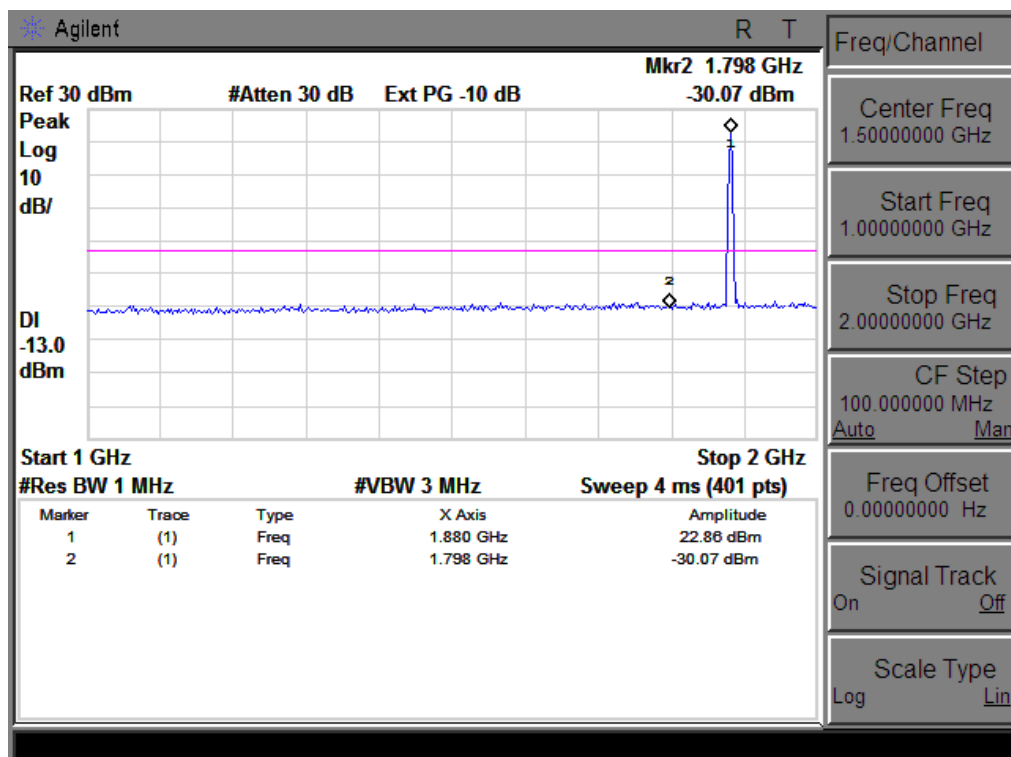 Agilent R T
Mkr2 1.798 GHz
Ref 30 dBm #Atten 30 dB Ext PG -10 dB -30.07 dBm
Peak
Log
10
dB/
1
2
DI
-13.0
dBm
Start 1 GHz Stop 2 GHz
#Res BW 1 MHz #VBW 3 MHz Sweep 4 ms (401 pts)
Marker Trace Type X Axis Amplitude
1 (1) Freq 1.880 GHz 22.86 dBm
2 (1) Freq 1.798 GHz -30.07 dBm
Freq/Channel
Center Freq
1.50000000 GHz
Start Freq
1.00000000 GHz
Stop Freq
2.00000000 GHz
CF Step
100.000000 MHz
Auto Man
Freq Offset
0.00000000 Hz
Signal Track
On Off
Scale Type
Log Lin